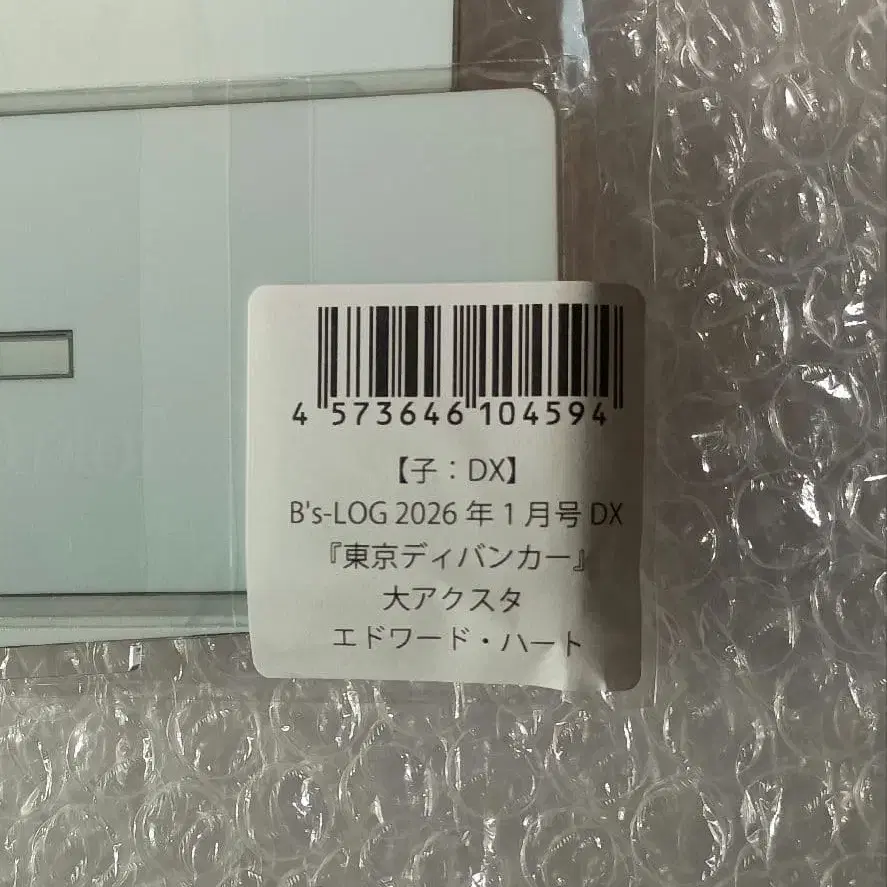 4 573646 104594
【子：DX】
B's-LOG 2026 年 1 月号 DX
『東京ディバンカー』
大アクスタ
エドワード・ハート